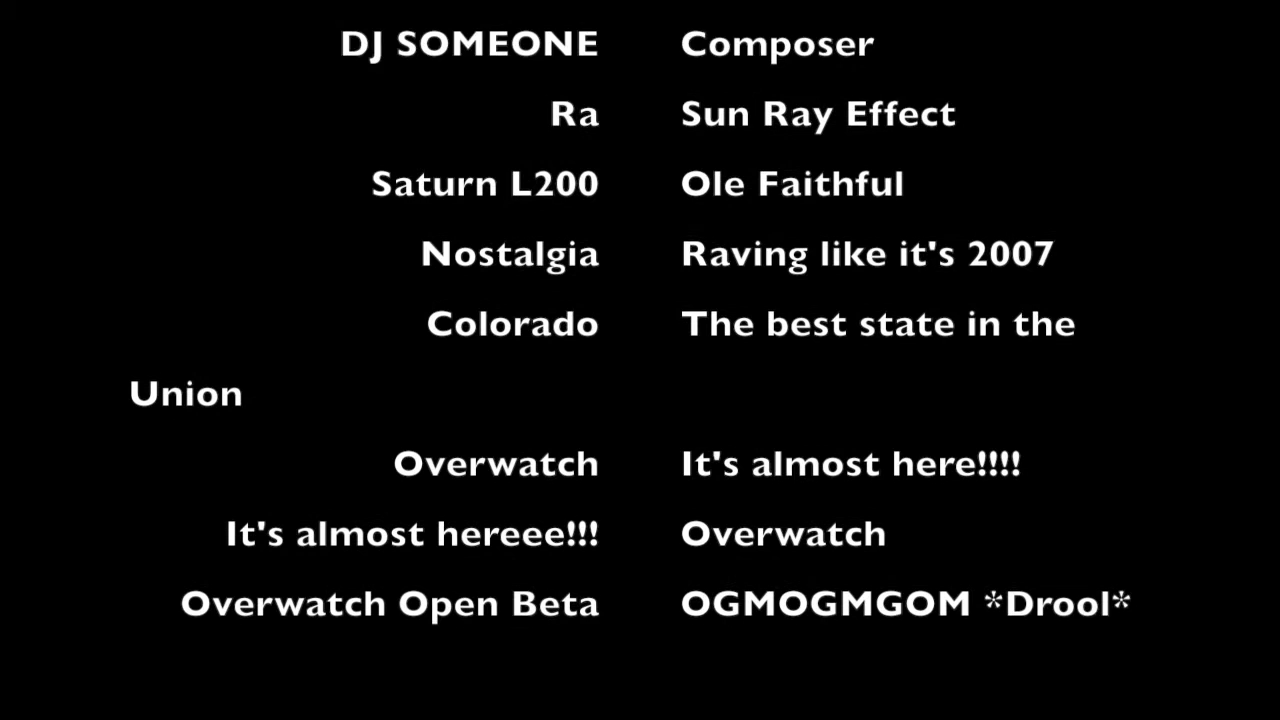 DJ SOMEONE Composer
Ra Sun Ray Effect
Saturn L200 Ole Faithful
Nostalgia Raving like it's 2007
Colorado The best state in the
Union
Overwatch It's almost here!!!!
It's almost hereee!!! Overwatch
Overwatch Open Beta OGMOGMGOM *Drool*